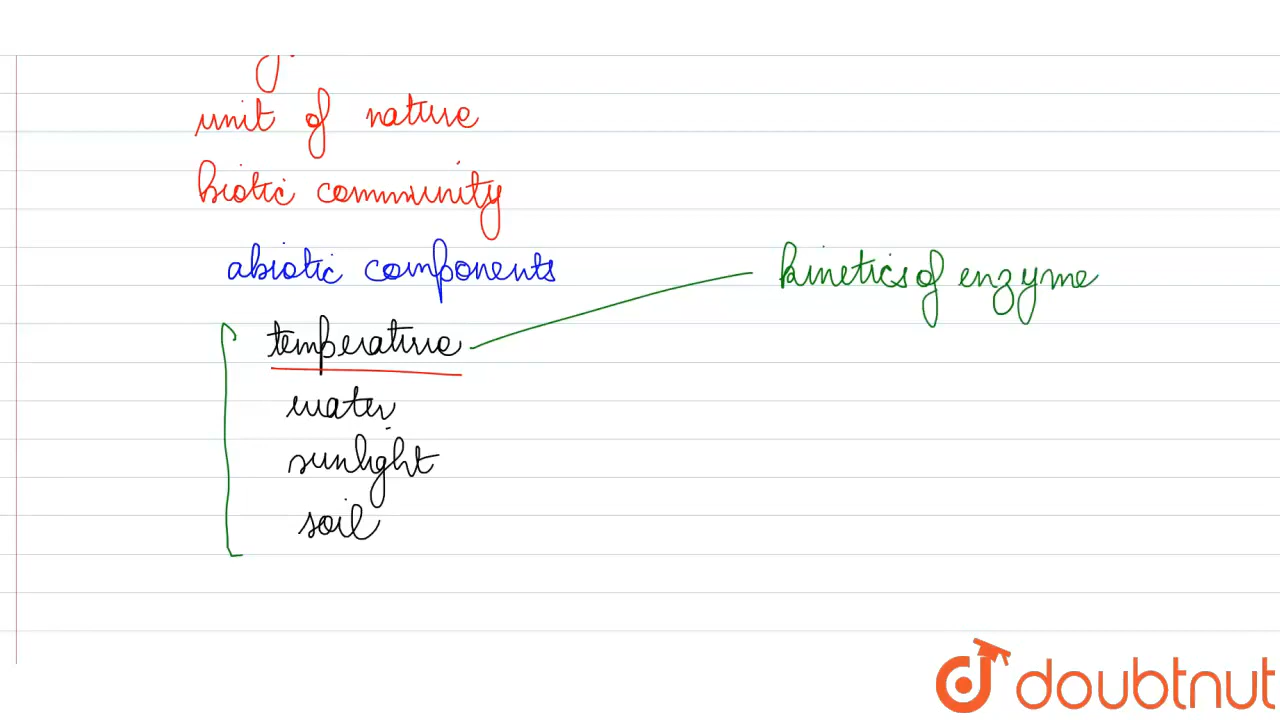 unit of nature
biotic community
abiotic components
kinetics of enzyme
temperature
water
sunlight
soil
doubtnut